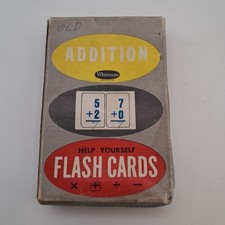 OLD
ADDITION
Whitman
5 7
+2 +0
HELP YOURSELF
FLASH CARDS
× + ÷ −